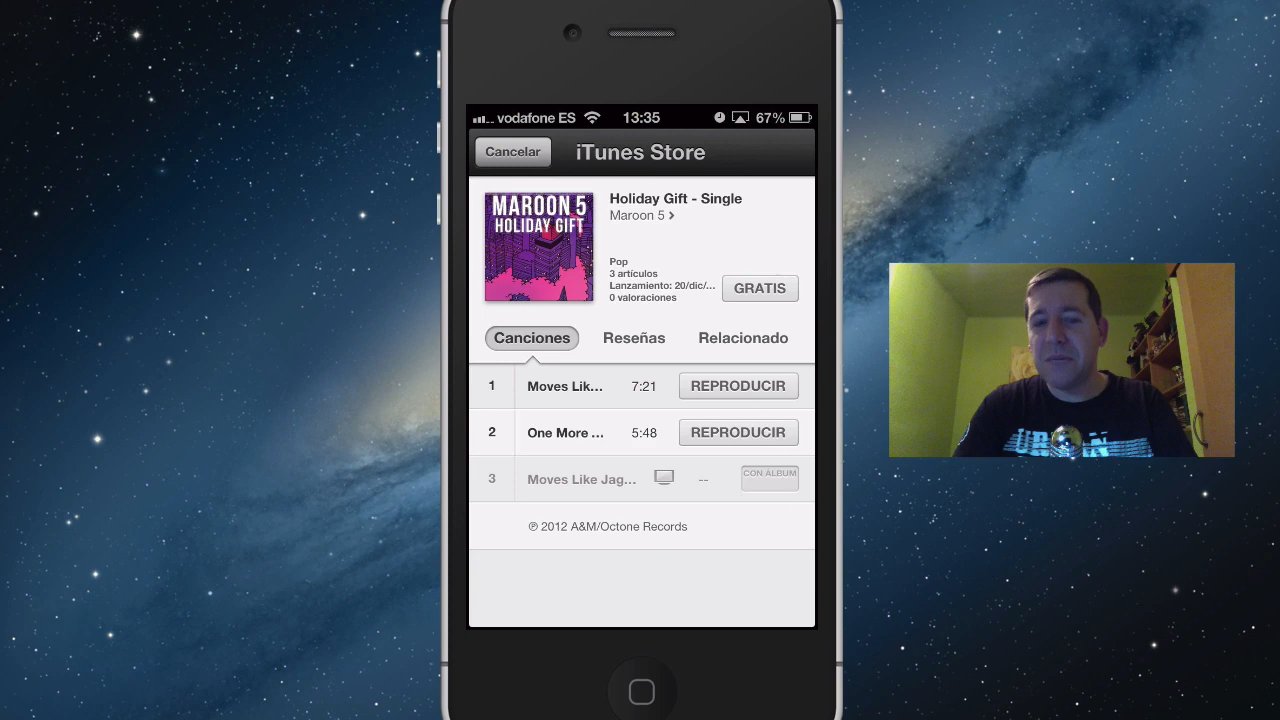 vodafone ES 13:35 67%
Cancelar iTunes Store
MAROON 5
HOLIDAY GIFT
Holiday Gift - Single
Maroon 5
Pop
3 artículos
Lanzamiento: 20/dic/...
0 valoraciones
GRATIS
Canciones Reseñas Relacionado
1 Moves Lik... 7:21 REPRODUCIR
2 One More ... 5:48 REPRODUCIR
3 Moves Like Jag... -- CON ÁLBUM
℗ 2012 A&M/Octone Records